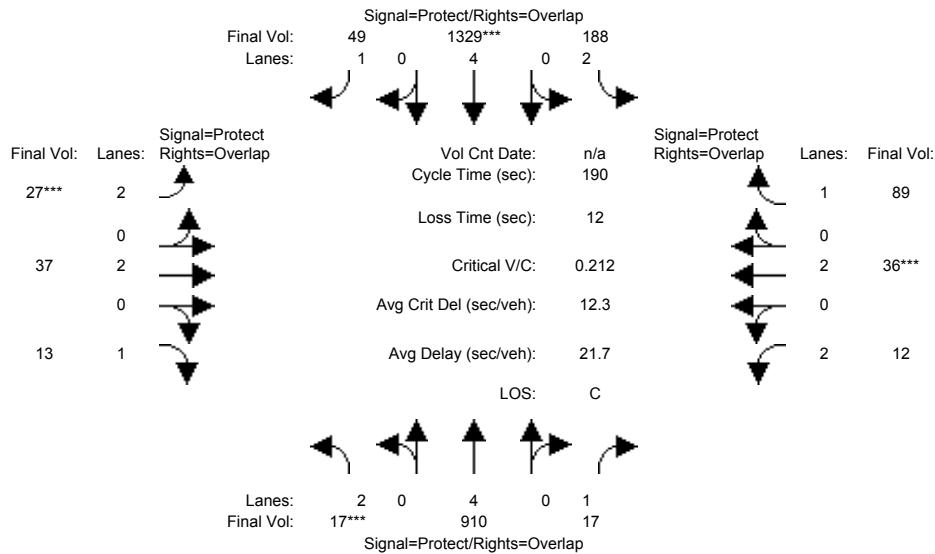 Signal=Protect/Rights=Overlap
Final Vol: 49 1329*** 188
Lanes: 1 0 4 0 2
Signal=Protect Signal=Protect
Final Vol: Lanes: Rights=Overlap Vol Cnt Date: n/a Rights=Overlap Lanes: Final Vol:
Cycle Time (sec): 190
27*** 2 1 89
Loss Time (sec): 12
0 0
37 2 Critical V/C: 0.212 2 36***
0 Avg Crit Del (sec/veh): 12.3 0
13 1 Avg Delay (sec/veh): 21.7 2 12
LOS: C
Lanes: 2 0 4 0 1
Final Vol: 17*** 910 17
Signal=Protect/Rights=Overlap